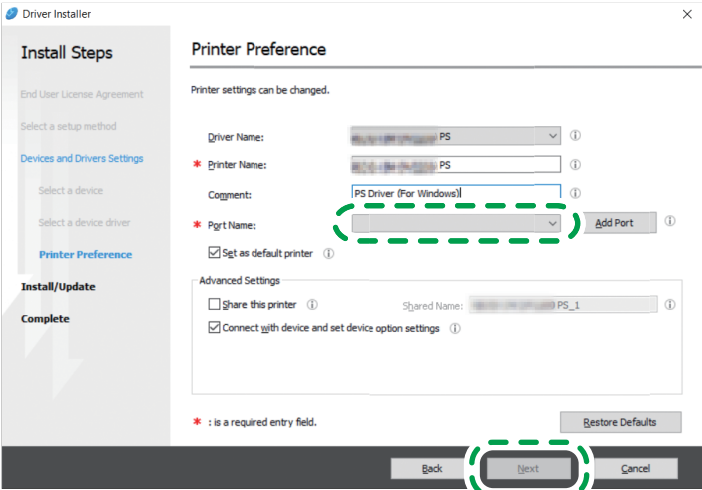 Driver Installer
Install Steps
End User License Agreement
Select a setup method
Devices and Drivers Settings
Select a device
Select a device driver
Printer Preference
Install/Update
Complete
Printer Preference
Printer settings can be changed.
Driver Name: PS
* Printer Name: PS
Comment: PS Driver (For Windows)
* Port Name: Add Port
Set as default printer
Advanced Settings
Share this printer Shared Name: PS_1
Connect with device and set device option settings
* : is a required entry field. Restore Defaults
Back Next Cancel